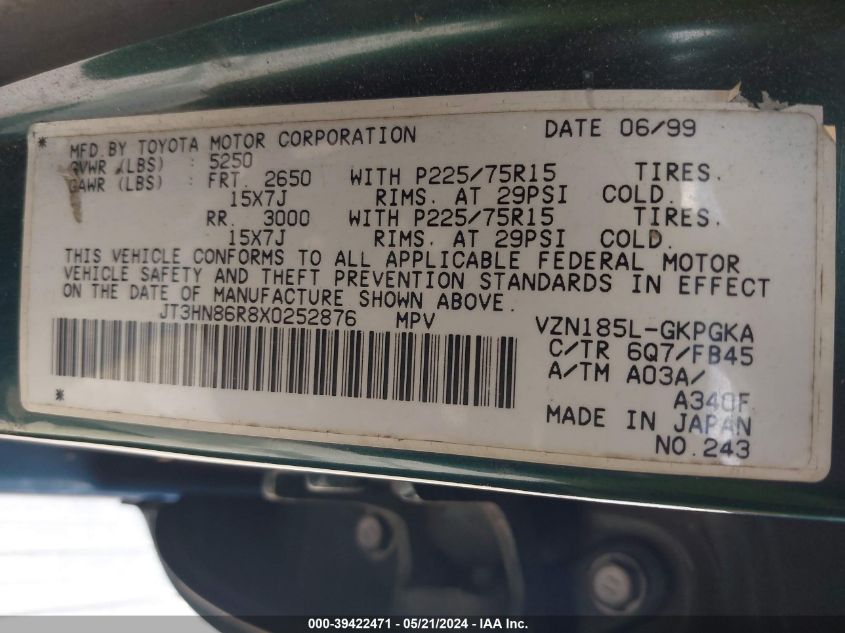 * MFD.BY TOYOTA MOTOR CORPORATION DATE 06/99
GVWR (LBS) : 5250
GAWR (LBS) : FRT. 2650 WITH P225/75R15 TIRES.
15X7J RIMS. AT 29PSI COLD.
RR. 3000 WITH P225/75R15 TIRES.
15X7J RIMS. AT 29PSI COLD.
THIS VEHICLE CONFORMS TO ALL APPLICABLE FEDERAL MOTOR
VEHICLE SAFETY AND THEFT PREVENTION STANDARDS IN EFFECT
ON THE DATE OF MANUFACTURE SHOWN ABOVE.
JT3HN86R8X0252876 MPV VZN185L-GKPGKA
C/TR 6Q7/FB45
A/TM A03A/
* A340F
MADE IN JAPAN
NO.243
000-39422471 - 05/21/2024 - IAA Inc.